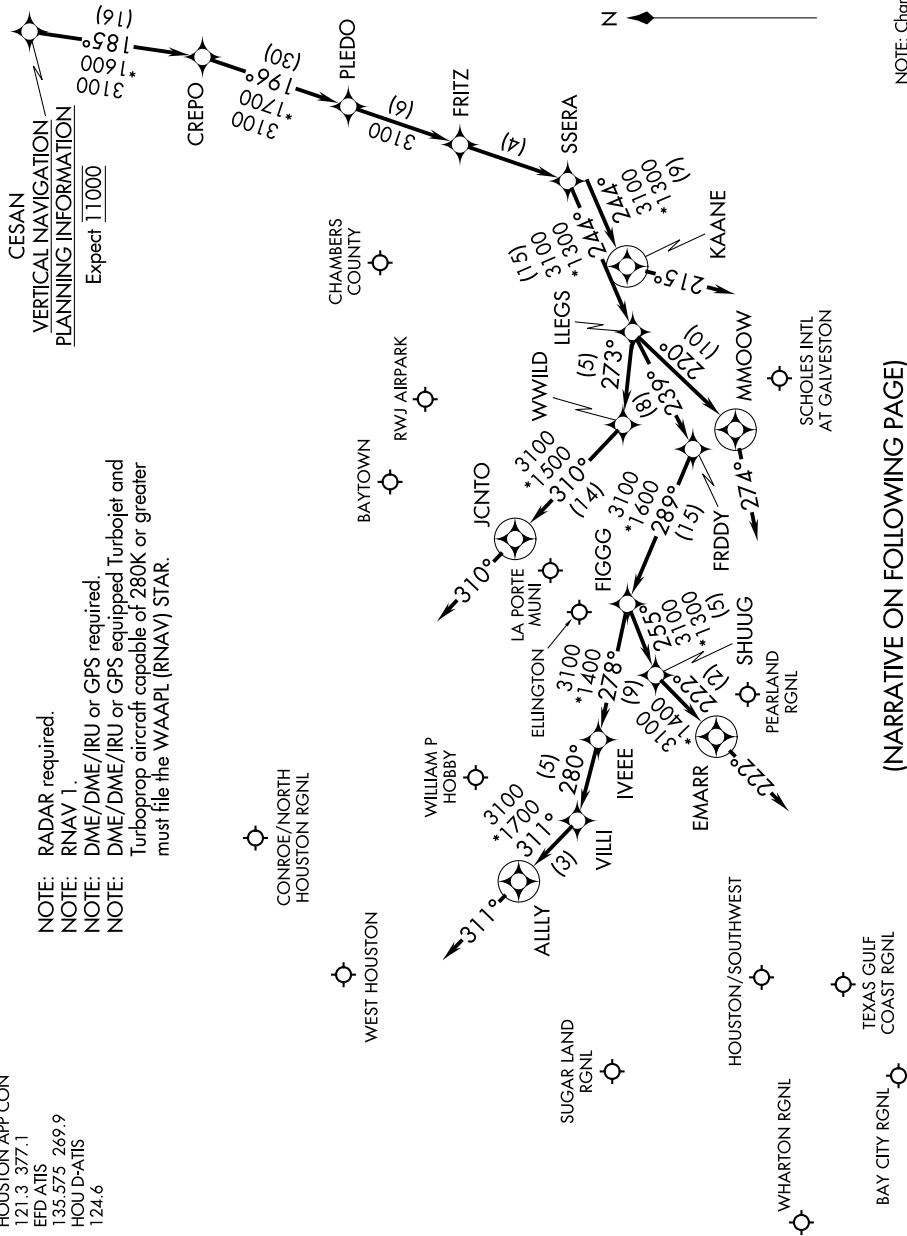 HOUSTON APP CON
121.3 377.1
EFD ATIS
135.575 269.9
HOU D-ATIS
124.6
NOTE: RADAR required.
NOTE: RNAV 1.
NOTE: DME/DME/IRU or GPS required.
NOTE: DME/DME/IRU or GPS equipped Turbojet and
Turboprop aircraft capable of 280K or greater
must file the WAAPL (RNAV) STAR.
CESAN
VERTICAL NAVIGATION
PLANNING INFORMATION
Expect 11000
3100
*1600
185°
(16)
CREPO
3100
*1700
196°
(30)
PLEDO
3100
(6)
FRITZ
(4)
SSERA
N
CHAMBERS
COUNTY
RWJ AIRPARK
BAYTOWN
CONROE/NORTH
HOUSTON RGNL
WEST HOUSTON
WILLIAM P
HOBBY
LA PORTE
MUNI
ELLINGTON
SUGAR LAND
RGNL
HOUSTON/SOUTHWEST
WHARTON RGNL
BAY CITY RGNL
TEXAS GULF
COAST RGNL
PEARLAND
RGNL
SCHOLES INTL
AT GALVESTON
244°
3100
*1300
(9)
KAANE
215°
(15)
3100
*1300
244°
LLEGS
(5)
273°
WWILD
3100
*1500
310°
(14)
JCNTO
310°
239°
(8)
FRDDY
220°
(10)
MMOOW
274°
3100
*1600
289°
(15)
FIGGG
255°
3100
*1300
(5)
SHUUG
222°
(2)
3100
*1400
EMARR
222°
3100
*1400
278°
(9)
IVEEE
(5)
280°
VILLI
3100
*1700
311°
(3)
ALLLY
311°
(NARRATIVE ON FOLLOWING PAGE)
NOTE: Char